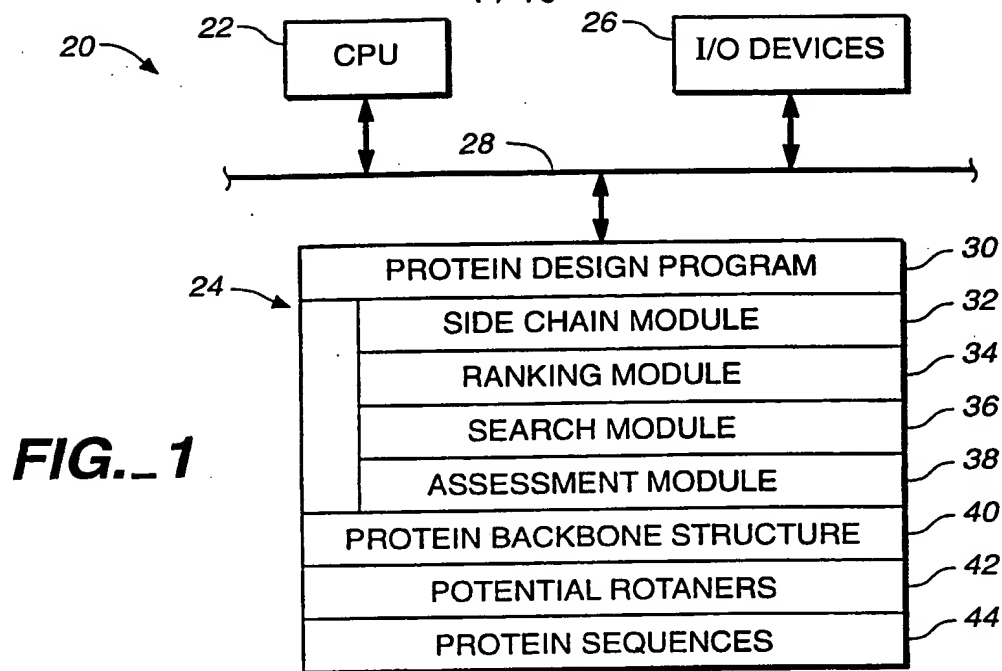 20
22
CPU
26
I/O DEVICES
28
PROTEIN DESIGN PROGRAM
30
24
SIDE CHAIN MODULE
32
RANKING MODULE
34
SEARCH MODULE
36
FIG._1
ASSESSMENT MODULE
38
PROTEIN BACKBONE STRUCTURE
40
POTENTIAL ROTANERS
42
PROTEIN SEQUENCES
44